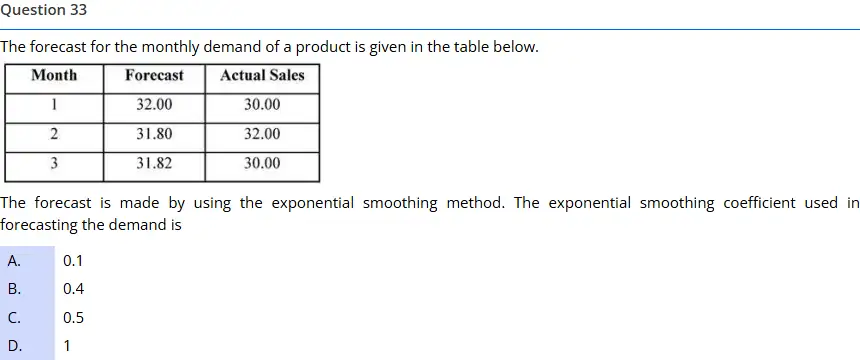 Question 33
The forecast for the monthly demand of a product is given in the table below.
Month Forecast Actual Sales
1 32.00 30.00
2 31.80 32.00
3 31.82 30.00
The forecast is made by using the exponential smoothing method. The exponential smoothing coefficient used in
forecasting the demand is
A. 0.1
B. 0.4
C. 0.5
D. 1